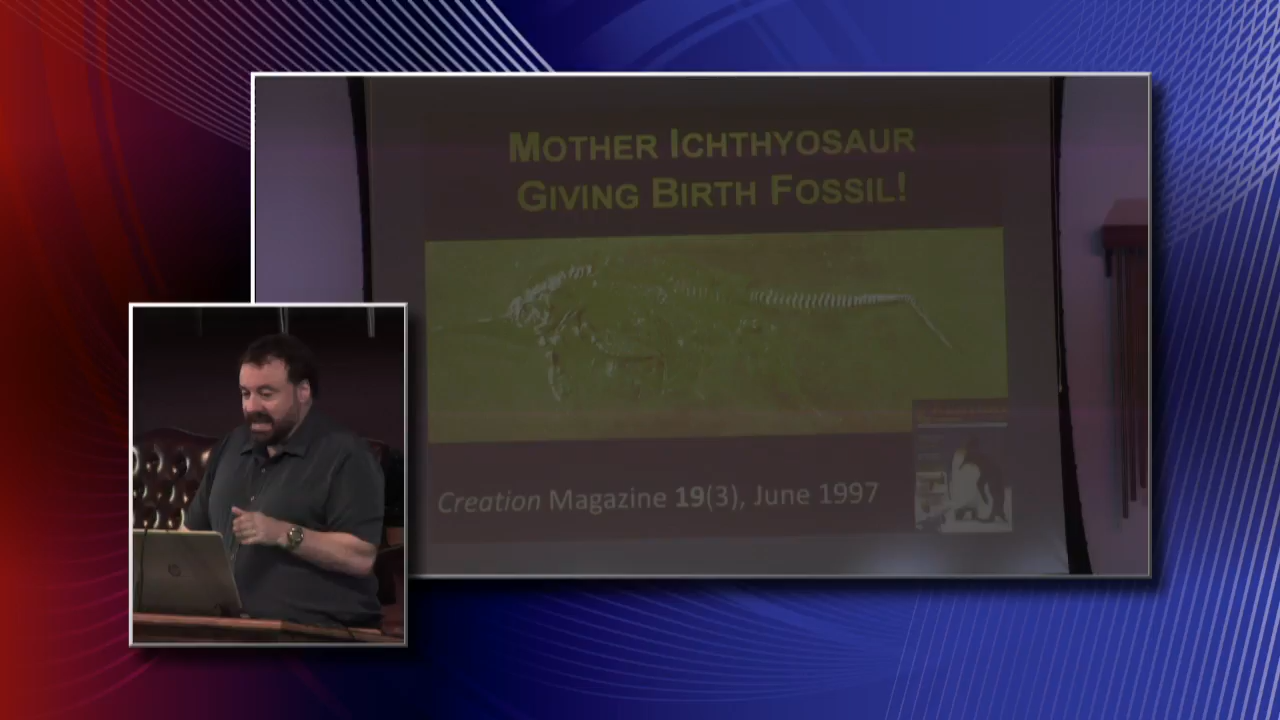 MOTHER ICHTHYOSAUR
GIVING BIRTH FOSSIL!
Creation Magazine 19(3), June 1997